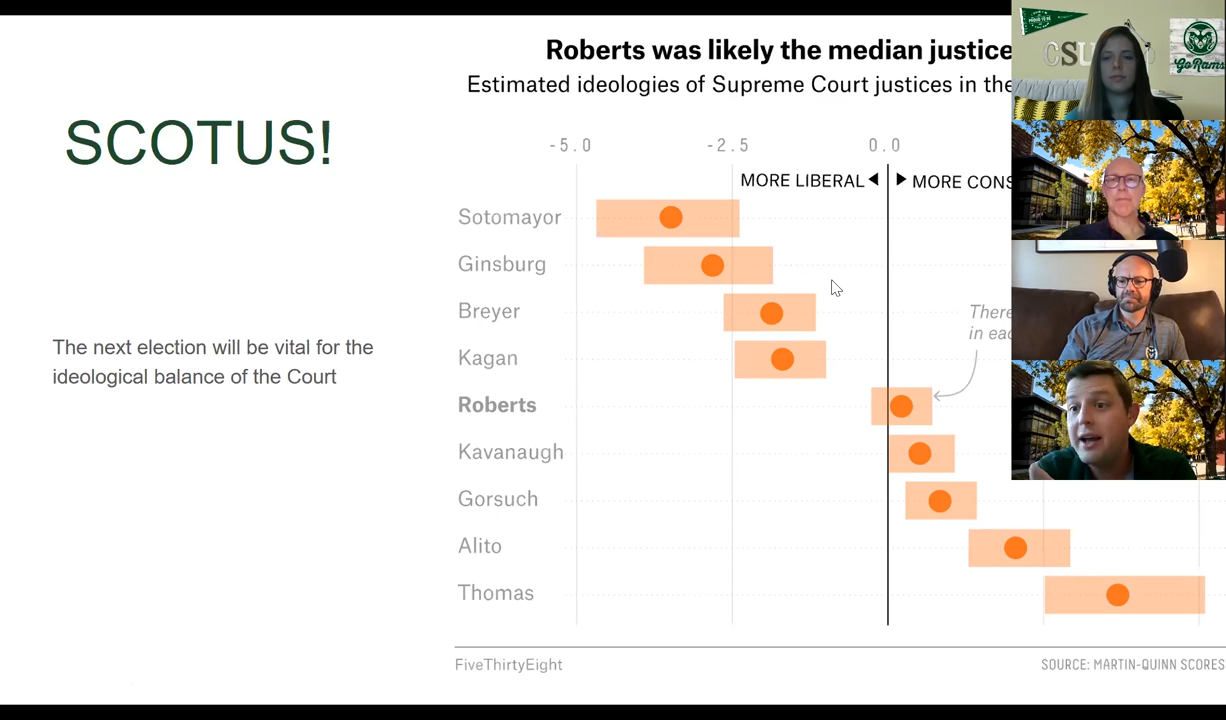 SCOTUS!
The next election will be vital for the
ideological balance of the Court
Roberts was likely the median justice
Estimated ideologies of Supreme Court justices in the
-5.0 -2.5 0.0
MORE LIBERAL ◀ ▶ MORE CONS
Sotomayor
Ginsburg
Breyer
Kagan
Roberts
Kavanaugh
Gorsuch
Alito
Thomas
There
in eac
FiveThirtyEight
SOURCE: MARTIN-QUINN SCORES
CSU
Go Rams